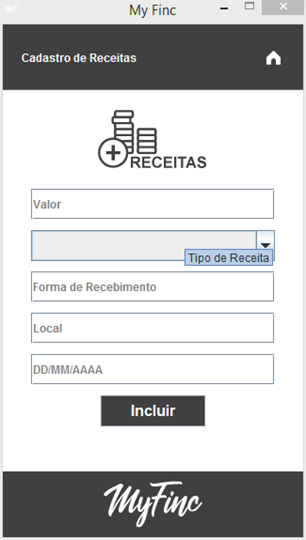 My Finc
Cadastro de Receitas
RECEITAS
Valor
Tipo de Receita
Forma de Recebimento
Local
DD/MM/AAAA
Incluir
MyFinc